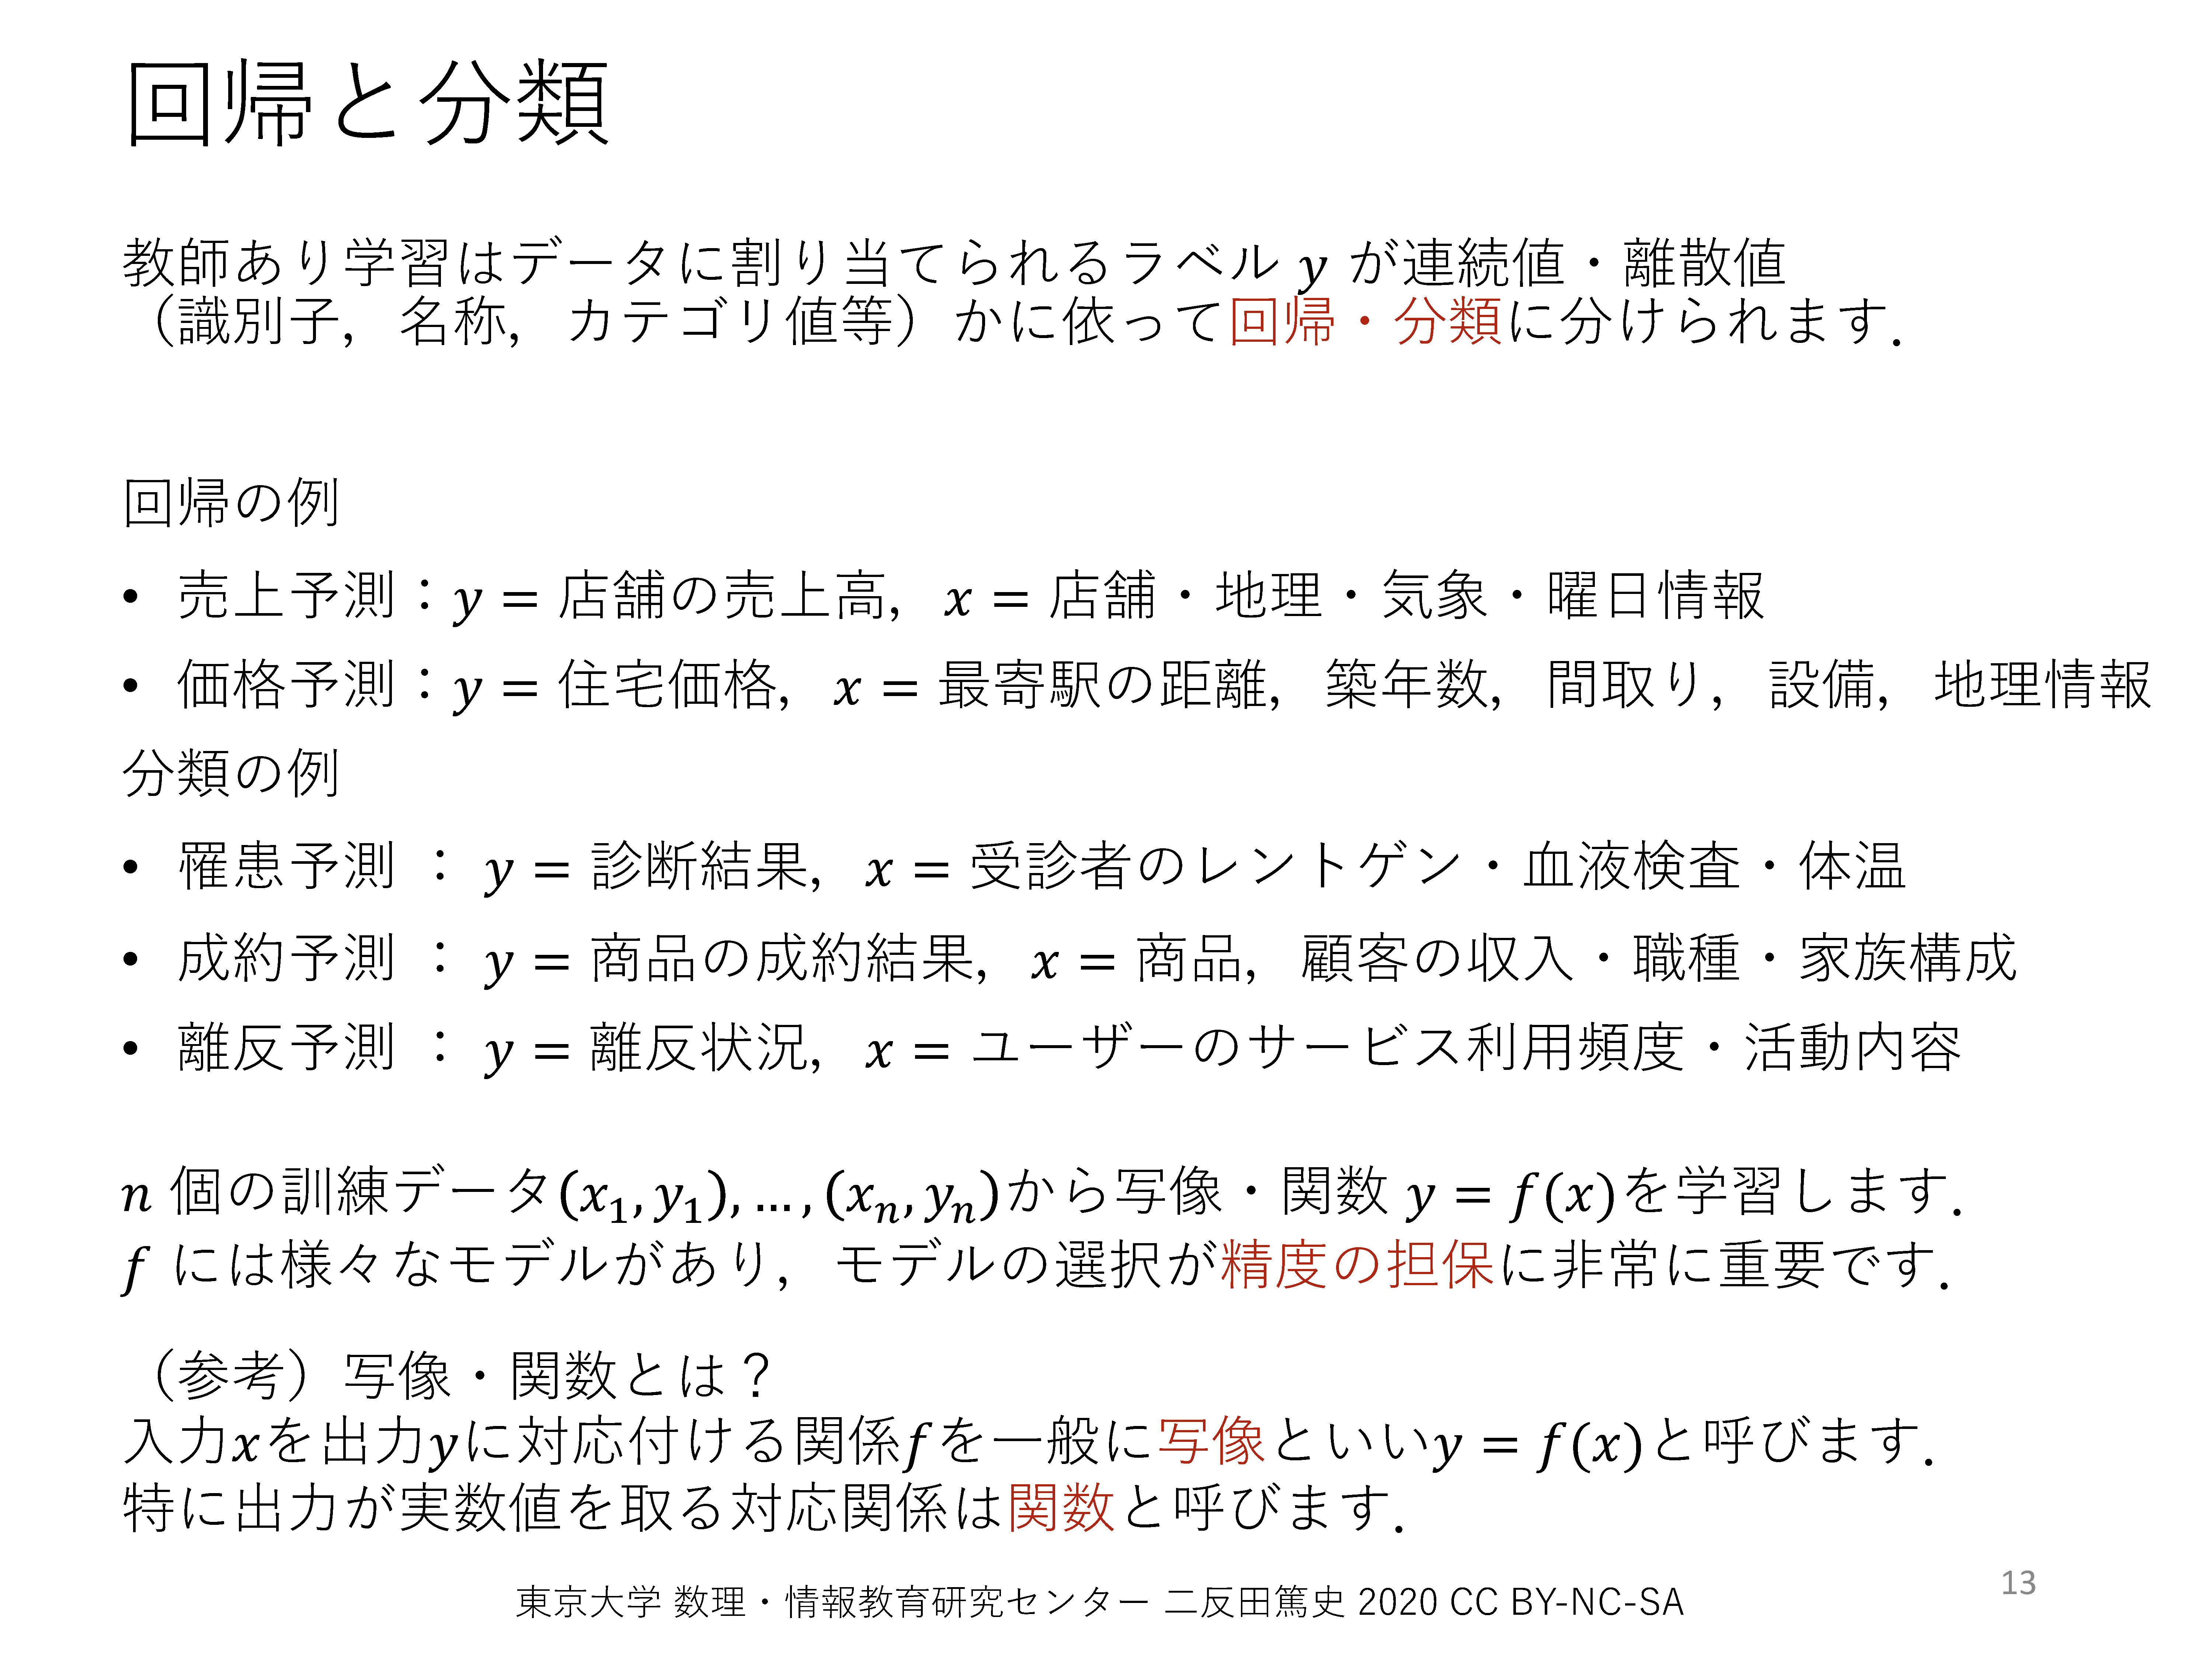 回帰と分類
教師あり学習はデータに割り当てられるラベル y が連続値・離散値
（識別子，名称，カテゴリ値等）かに依って回帰・分類に分けられます．
回帰の例
• 売上予測：y = 店舗の売上高，x = 店舗・地理・気象・曜日情報
• 価格予測：y = 住宅価格，x = 最寄駅の距離，築年数，間取り，設備，地理情報
分類の例
• 罹患予測 ： y = 診断結果，x = 受診者のレントゲン・血液検査・体温
• 成約予測 ： y = 商品の成約結果，x = 商品，顧客の収入・職種・家族構成
• 離反予測 ： y = 離反状況，x = ユーザーのサービス利用頻度・活動内容
n 個の訓練データ(x₁, y₁), … , (xₙ, yₙ)から写像・関数 y = f(x)を学習します．
f には様々なモデルがあり，モデルの選択が精度の担保に非常に重要です．
（参考）写像・関数とは？
入力xを出力yに対応付ける関係fを一般に写像といいy = f(x)と呼びます．
特に出力が実数値を取る対応関係は関数と呼びます．
東京大学 数理・情報教育研究センター 二反田篤史 2020 CC BY-NC-SA
13